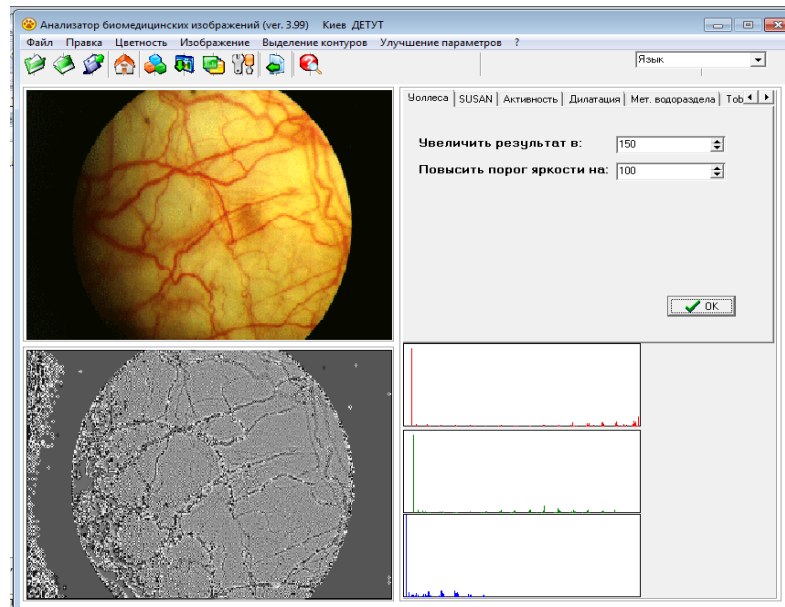 Анализатор биомедицинских изображений (ver. 3.99) Киев ДЕТУТ
Файл Правка Цветность Изображение Выделение контуров Улучшение параметров ?
Язык
Уоллеса SUSAN Активность Дилатация Мет. водораздела Tob
Увеличить результат в: 150
Повысить порог яркости на: 100
OK